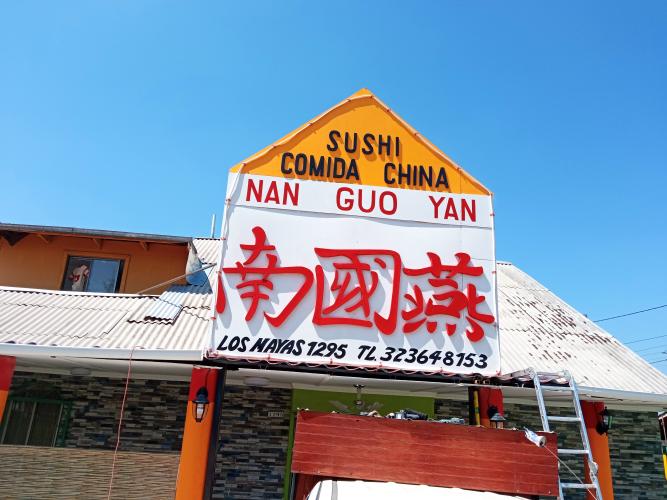 SUSHI
COMIDA CHINA
NAN GUO YAN
南國燕
LOS MAYAS 1295 TL 323648153